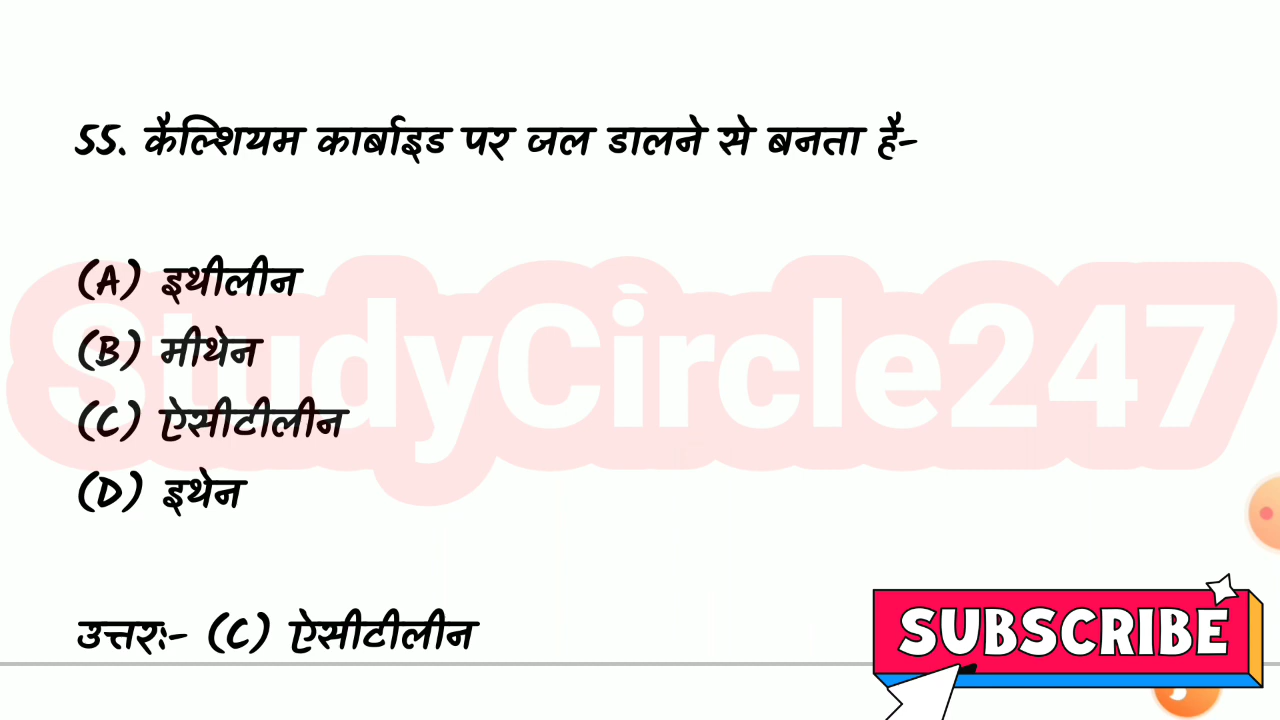 55. कैल्शियम कार्बाइड पर जल डालने से बनता है-
(A) इथीलीन
(B) मीथेन
(C) ऐसीटीलीन
(D) इथेन
StudyCircle247
उत्तर:- (C) ऐसीटीलीन
SUBSCRIBE